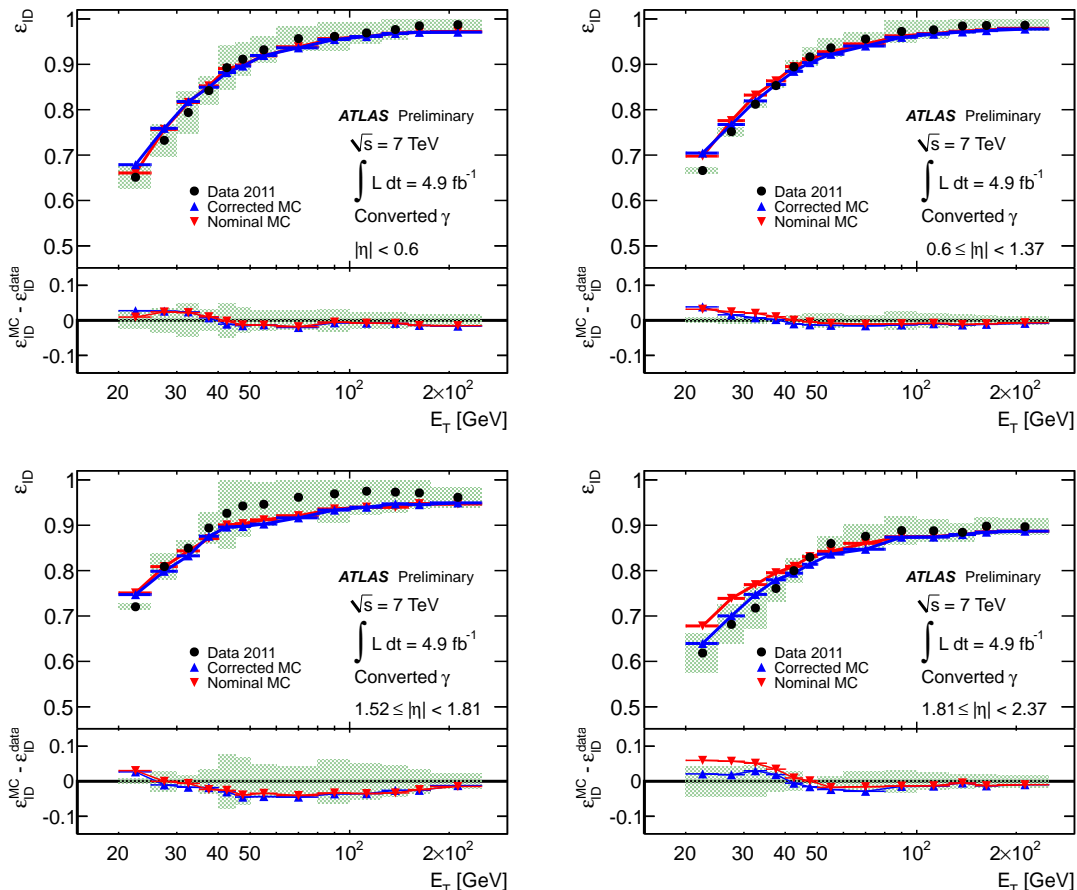 ε_ID
1
0.9
0.8
0.7
0.6
0.5
ATLAS Preliminary
√s = 7 TeV
∫ L dt = 4.9 fb⁻¹
Data 2011
Corrected MC
Nominal MC
Converted γ
|η| < 0.6
ε_ID^MC - ε_ID^data
0.1
0
-0.1
20 30 40 50 10² 2×10²
E_T [GeV]
ε_ID
1
0.9
0.8
0.7
0.6
0.5
ATLAS Preliminary
√s = 7 TeV
∫ L dt = 4.9 fb⁻¹
Data 2011
Corrected MC
Nominal MC
Converted γ
0.6 ≤ |η| < 1.37
ε_ID^MC - ε_ID^data
0.1
0
-0.1
20 30 40 50 10² 2×10²
E_T [GeV]
ε_ID
1
0.9
0.8
0.7
0.6
0.5
ATLAS Preliminary
√s = 7 TeV
∫ L dt = 4.9 fb⁻¹
Data 2011
Corrected MC
Nominal MC
Converted γ
1.52 ≤ |η| < 1.81
ε_ID^MC - ε_ID^data
0.1
0
-0.1
20 30 40 50 10² 2×10²
E_T [GeV]
ε_ID
1
0.9
0.8
0.7
0.6
0.5
ATLAS Preliminary
√s = 7 TeV
∫ L dt = 4.9 fb⁻¹
Data 2011
Corrected MC
Nominal MC
Converted γ
1.81 ≤ |η| < 2.37
ε_ID^MC - ε_ID^data
0.1
0
-0.1
20 30 40 50 10² 2×10²
E_T [GeV]